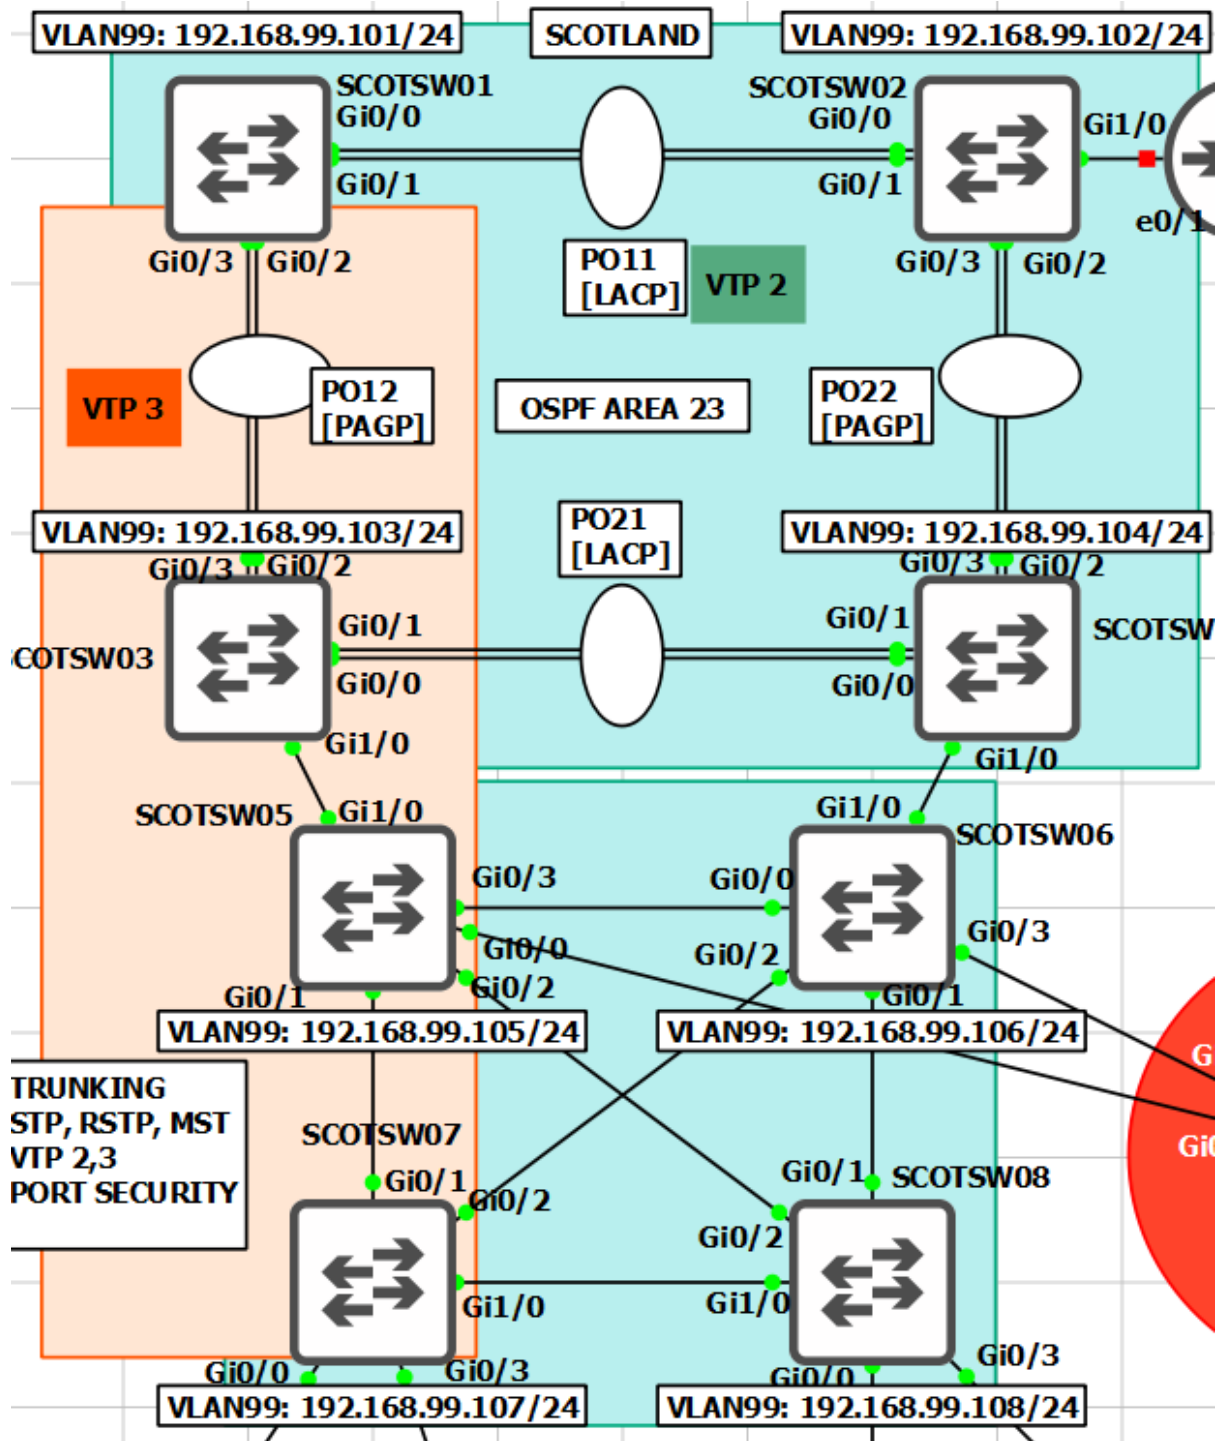 VLAN99: 192.168.99.101/24
SCOTLAND
VLAN99: 192.168.99.102/24
SCOTSW01
SCOTSW02
Gi0/0
Gi0/0
Gi1/0
Gi0/1
Gi0/1
e0/1
Gi0/3
Gi0/2
PO11
[LACP]
VTP 2
Gi0/3
Gi0/2
VTP 3
PO12
[PAGP]
OSPF AREA 23
PO22
[PAGP]
VLAN99: 192.168.99.103/24
PO21
[LACP]
VLAN99: 192.168.99.104/24
Gi0/3
Gi0/2
Gi0/3
Gi0/2
Gi0/1
Gi0/1
SCOTSW
COTSW03
Gi0/0
Gi0/0
Gi1/0
Gi1/0
SCOTSW05
Gi1/0
Gi1/0
SCOTSW06
Gi0/3
Gi0/0
Gi0/3
Gi0/0
Gi0/2
Gi0/2
Gi0/1
Gi0/1
VLAN99: 192.168.99.105/24
VLAN99: 192.168.99.106/24
G
TRUNKING
STP, RSTP, MST
VTP 2,3
PORT SECURITY
SCOTSW07
Gi0
Gi0/1
Gi0/2
Gi0/1
SCOTSW08
Gi0/2
Gi1/0
Gi1/0
Gi0/0
Gi0/3
Gi0/0
Gi0/3
VLAN99: 192.168.99.107/24
VLAN99: 192.168.99.108/24